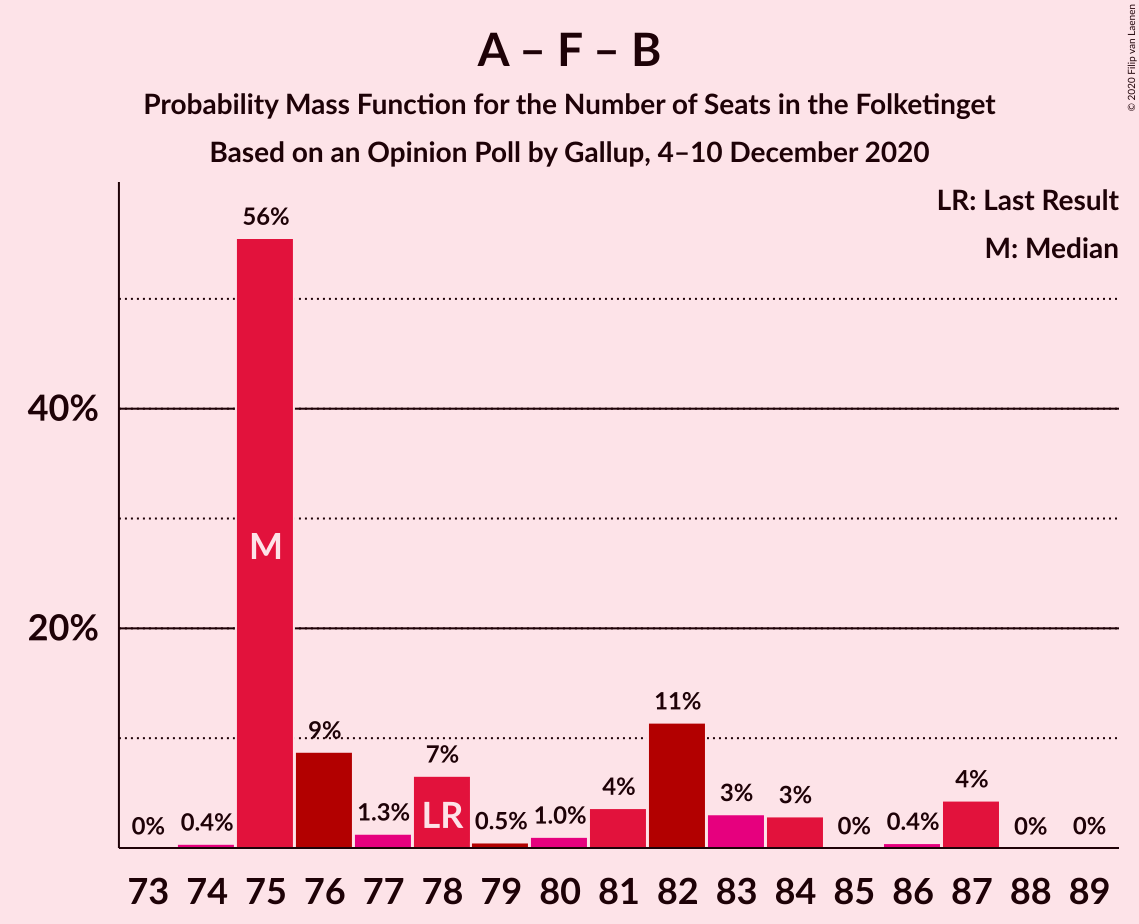 A – F – B
Probability Mass Function for the Number of Seats in the Folketinget
Based on an Opinion Poll by Gallup, 4–10 December 2020
© 2020 Filip van Laenen
LR: Last Result
M: Median
56%
40%
M
20%
0%
0.4%
9%
1.3%
7%
LR
0.5%
1.0%
4%
11%
3%
3%
0%
0.4%
4%
0%
0%
73 74 75 76 77 78 79 80 81 82 83 84 85 86 87 88 89